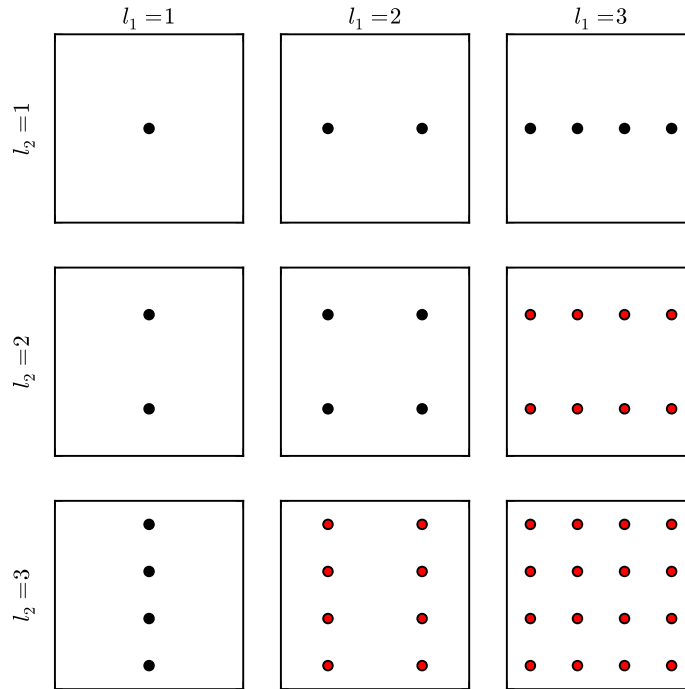 l₁ = 1
l₁ = 2
l₁ = 3
l₂ = 1
l₂ = 2
l₂ = 3